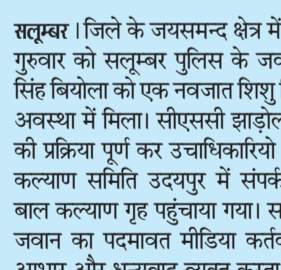 सलूम्बर । जिले के जयसमन्द क्षेत्र में
गुरुवार को सलूम्बर पुलिस के जव
सिंह बियोला को एक नवजात शिशु
अवस्था में मिला। सीएससी झाड़ोल
की प्रक्रिया पूर्ण कर उचाधिकारियो
कल्याण समिति उदयपुर में संपर्क
बाल कल्याण गृह पहुंचाया गया। स
जवान का पदमावत मीडिया कर्तव